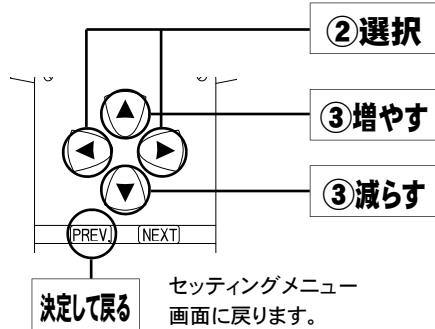 ②選択
③増やす
③減らす
PREV.
NEXT
決定して戻る
セッティングメニュー
画面に戻ります。